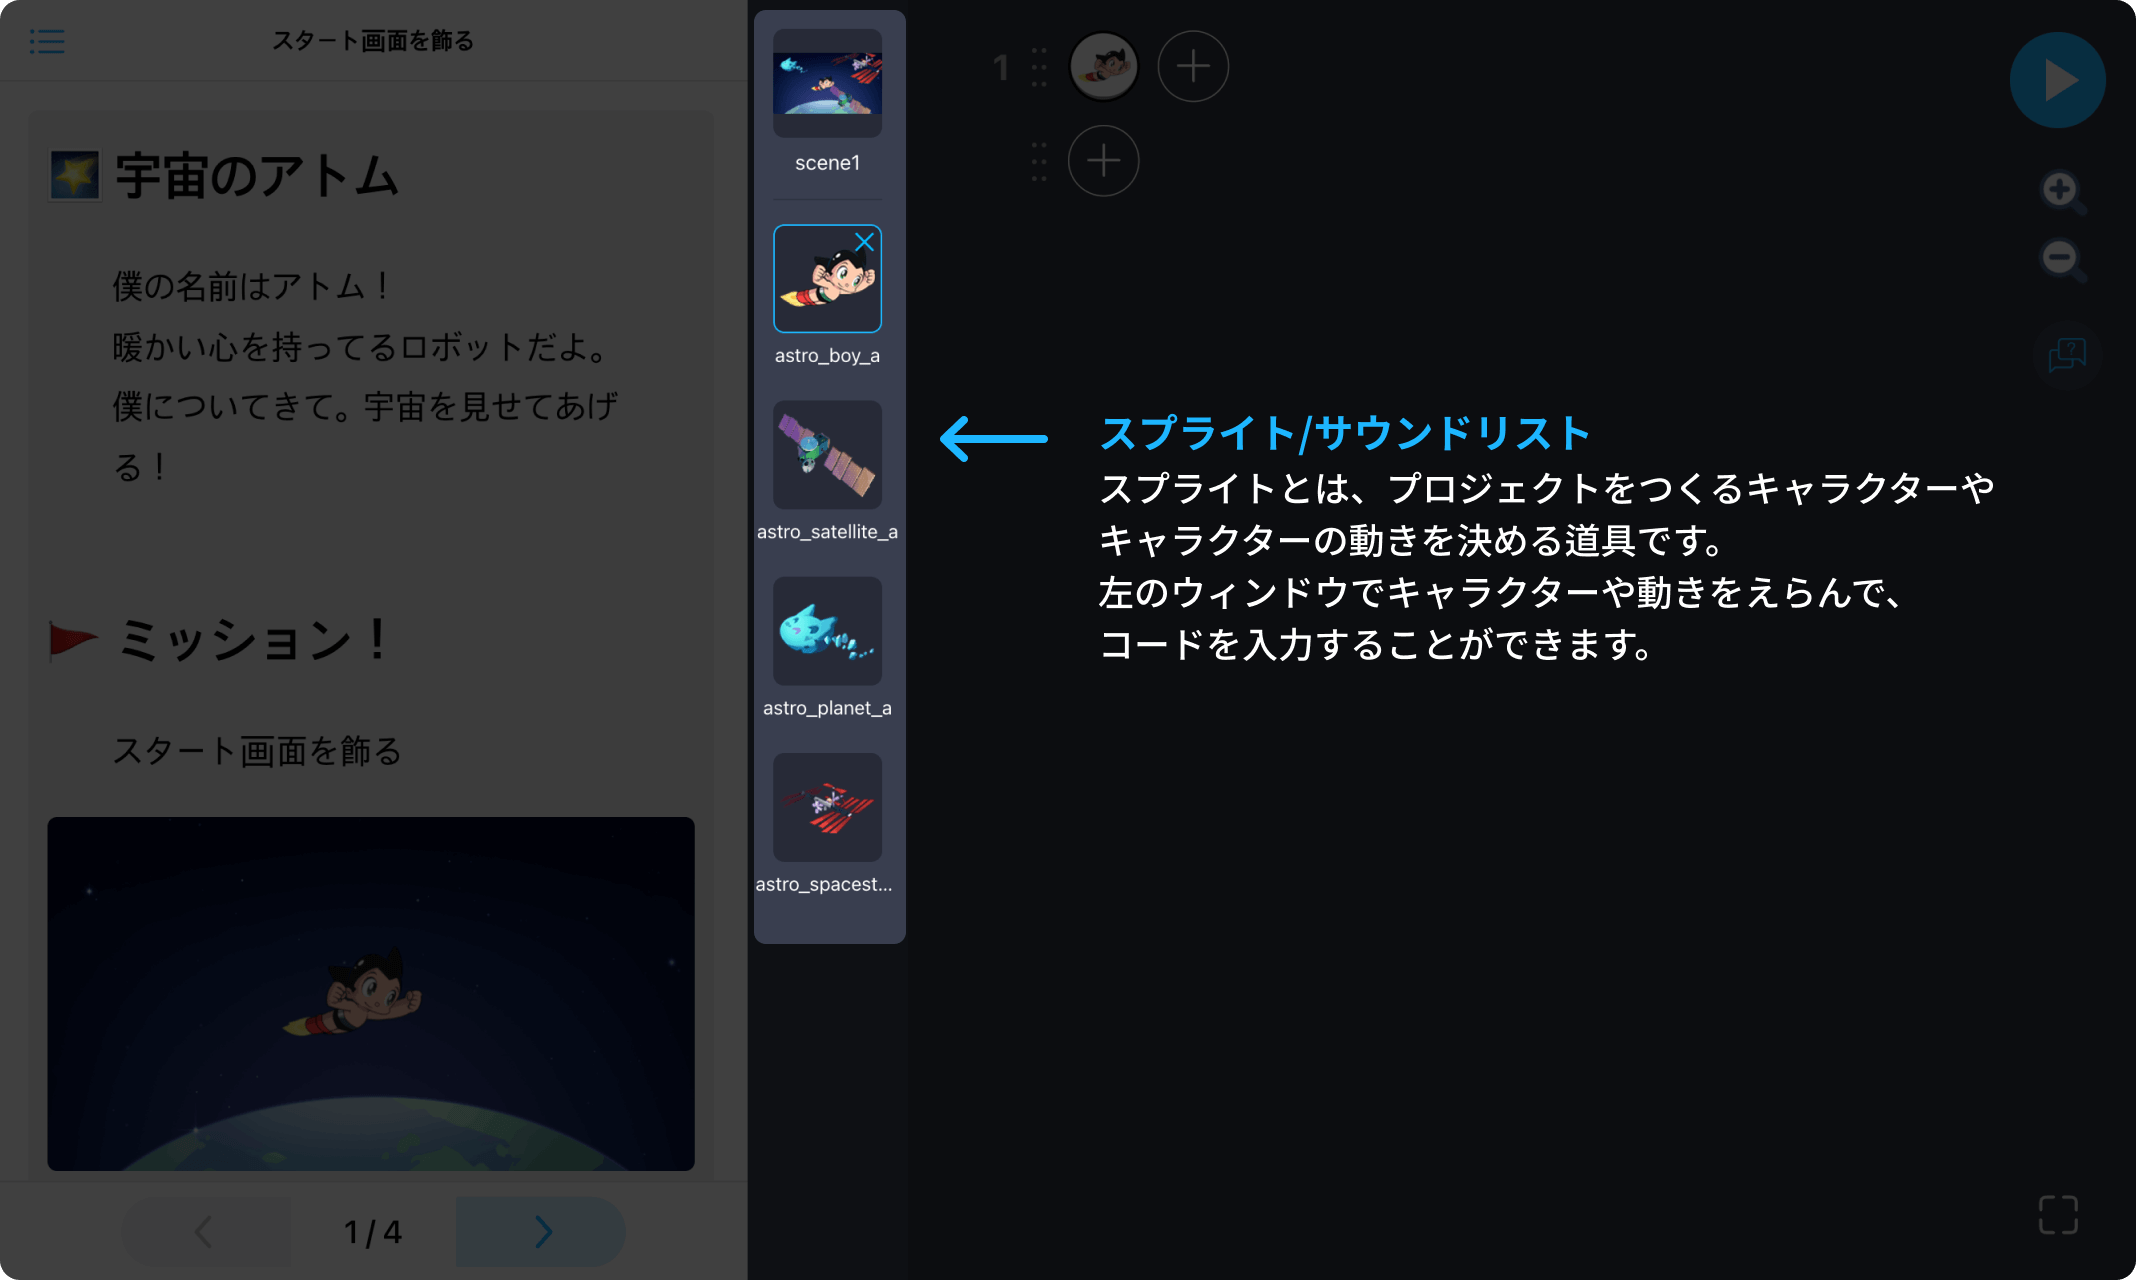 スタート画面を飾る
宇宙のアトム
僕の名前はアトム！
暖かい心を持ってるロボットだよ。
僕についてきて。宇宙を見せてあげ
る！
ミッション！
スタート画面を飾る
1 / 4
scene1
astro_boy_a
astro_satellite_a
astro_planet_a
astro_spacest...
1
スプライト/サウンドリスト
スプライトとは、プロジェクトをつくるキャラクターや
キャラクターの動きを決める道具です。
左のウィンドウでキャラクターや動きをえらんで、
コードを入力することができます。